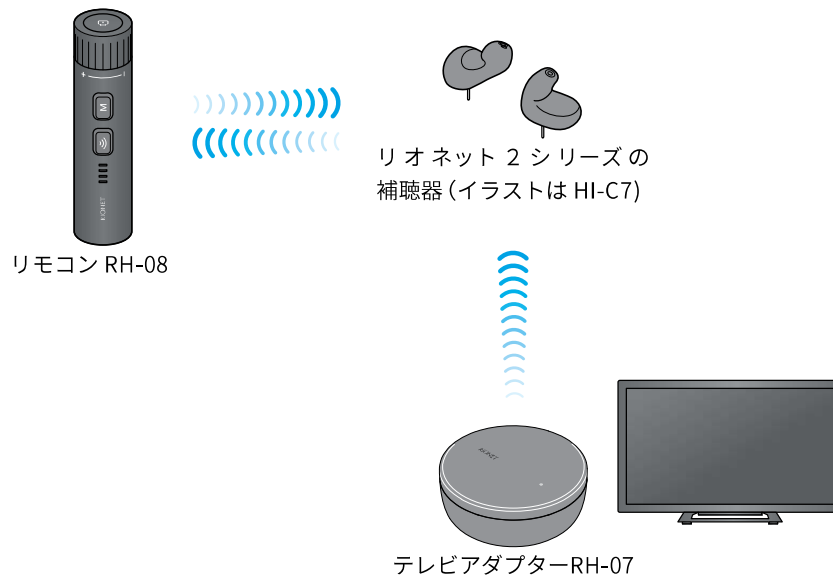 + −
M
RIONET
リモコン RH-08
リオネット2シリーズの
補聴器（イラストは HI-C7)
RIONET
テレビアダプターRH-07